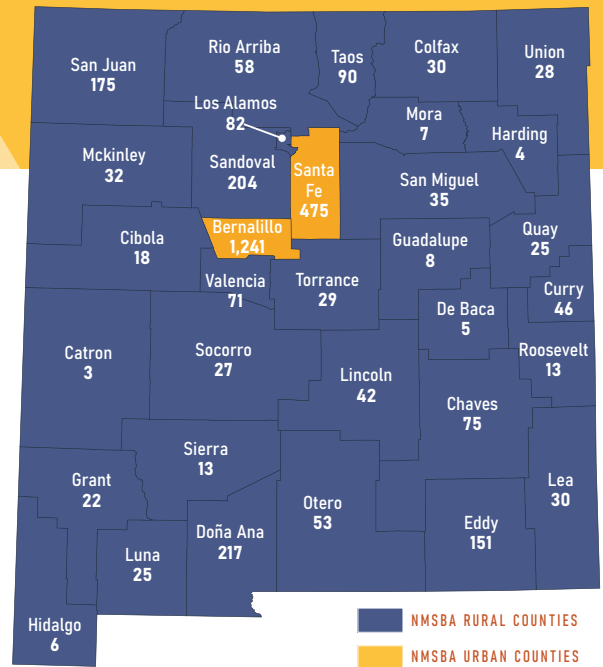 San Juan
175
Rio Arriba
58
Taos
90
Colfax
30
Union
28
Los Alamos
82
Mora
7
Harding
4
Mckinley
32
Sandoval
204
Santa
Fe
475
San Miguel
35
Cibola
18
Bernalillo
1,241
Guadalupe
8
Quay
25
Valencia
71
Torrance
29
Curry
46
De Baca
5
Catron
3
Socorro
27
Lincoln
42
Roosevelt
13
Chaves
75
Sierra
13
Grant
22
Lea
30
Otero
53
Doña Ana
217
Eddy
151
Luna
25
Hidalgo
6
NMSBA RURAL COUNTIES
NMSBA URBAN COUNTIES